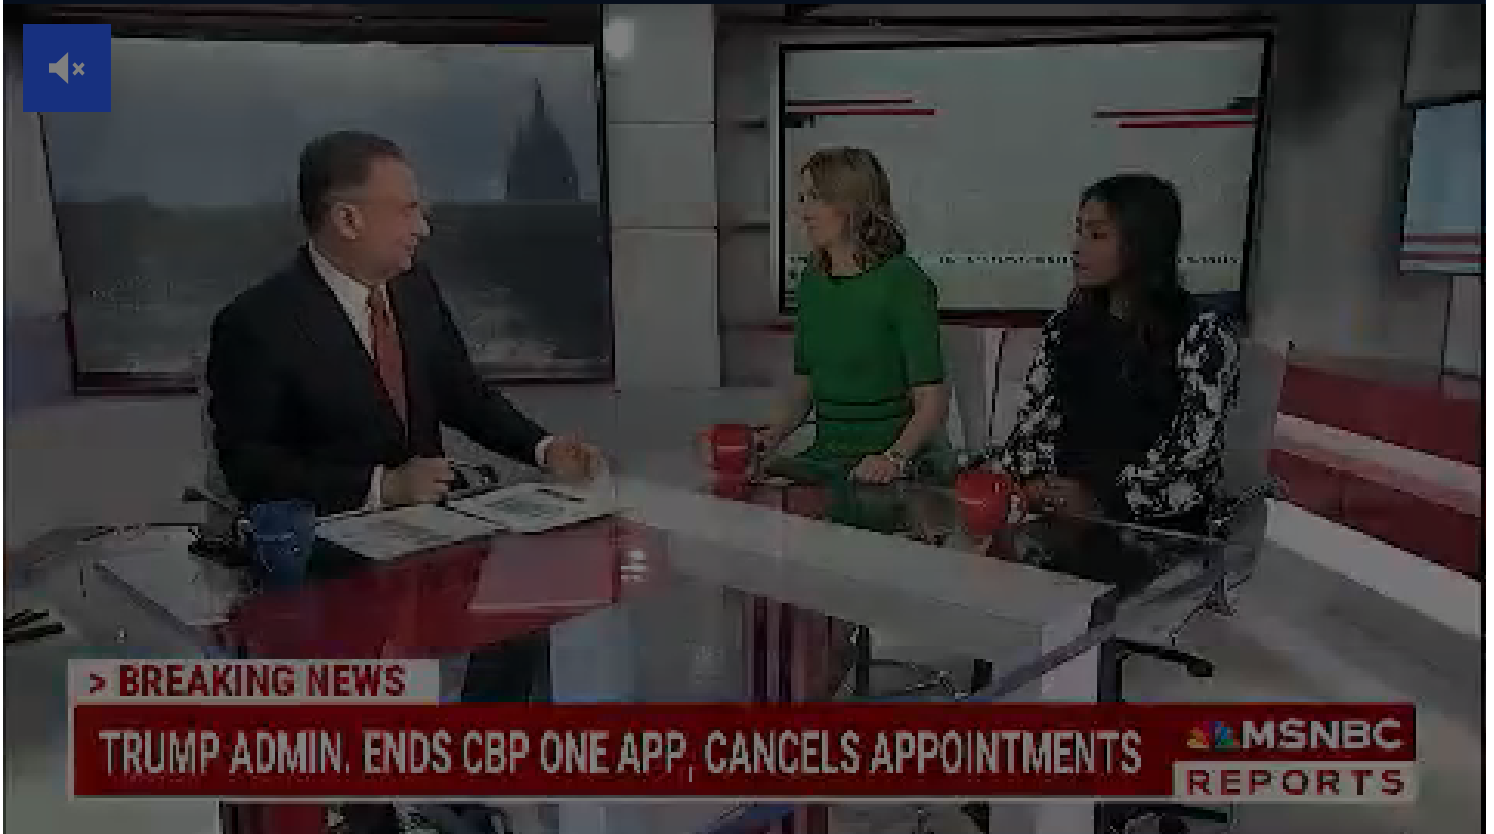 > BREAKING NEWS
TRUMP ADMIN. ENDS CBP ONE APP, CANCELS APPOINTMENTS
MSNBC
REPORTS